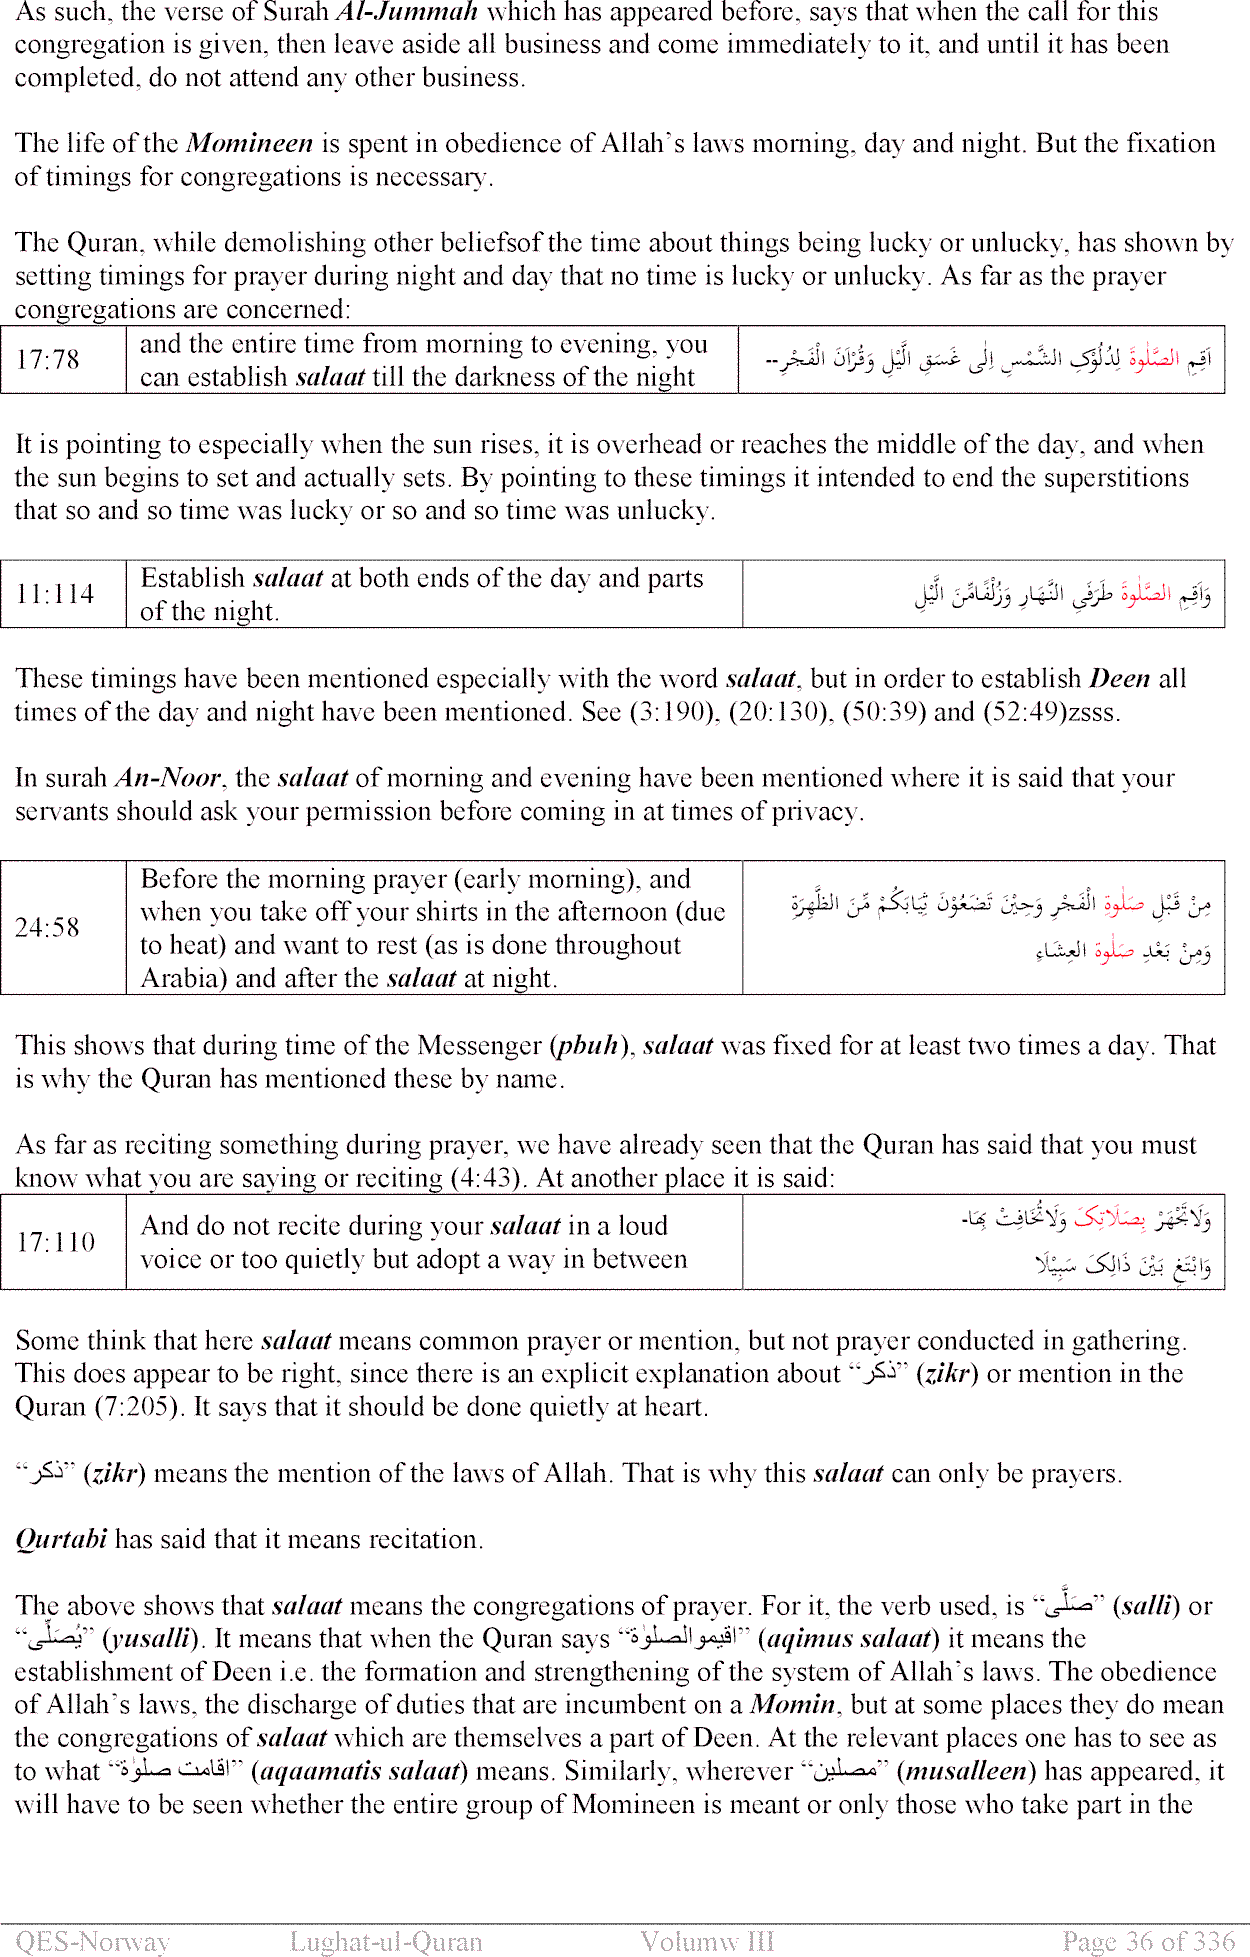 As such, the verse of Surah Al-Jummah which has appeared before, says that when the call for this
congregation is given, then leave aside all business and come immediately to it, and until it has been
completed, do not attend any other business.
The life of the Momineen is spent in obedience of Allah’s laws morning, day and night. But the fixation
of timings for congregations is necessary.
The Quran, while demolishing other beliefsof the time about things being lucky or unlucky, has shown by
setting timings for prayer during night and day that no time is lucky or unlucky. As far as the prayer
congregations are concerned:
17:78
and the entire time from morning to evening, you
can establish salaat till the darkness of the night
اَقِمِ الصَّلٰوةَ لِدُلُوْكِ الشَّمْسِ اِلٰى غَسَقِ الَّيْلِ وَقُرْاٰنَ الْفَجْرِ--
It is pointing to especially when the sun rises, it is overhead or reaches the middle of the day, and when
the sun begins to set and actually sets. By pointing to these timings it intended to end the superstitions
that so and so time was lucky or so and so time was unlucky.
11:114
Establish salaat at both ends of the day and parts
of the night.
وَاَقِمِ الصَّلٰوةَ طَرَفَىِ النَّهَارِ وَزُلْفًامِّنَ الَّيْلِ
These timings have been mentioned especially with the word salaat, but in order to establish Deen all
times of the day and night have been mentioned. See (3:190), (20:130), (50:39) and (52:49)zsss.
In surah An-Noor, the salaat of morning and evening have been mentioned where it is said that your
servants should ask your permission before coming in at times of privacy.
24:58
Before the morning prayer (early morning), and
when you take off your shirts in the afternoon (due
to heat) and want to rest (as is done throughout
Arabia) and after the salaat at night.
مِنْ قَبْلِ صَلٰوةِ الْفَجْرِ وَحِيْنَ تَضَعُوْنَ ثِيَابَكُمْ مِّنَ الظَّهِرَةِ
وَمِنْ بَعْدِ صَلٰوةِ العِشَاءِ
This shows that during time of the Messenger (pbuh), salaat was fixed for at least two times a day. That
is why the Quran has mentioned these by name.
As far as reciting something during prayer, we have already seen that the Quran has said that you must
know what you are saying or reciting (4:43). At another place it is said:
17:110
And do not recite during your salaat in a loud
voice or too quietly but adopt a way in between
وَلَاتَجْهَرْ بِصَلَاتِکَ وَلَاتُخَافِتْ بِهَا-
وَابْتَغِ بَيْنَ ذَالِکَ سَبِيْلًا
Some think that here salaat means common prayer or mention, but not prayer conducted in gathering.
This does appear to be right, since there is an explicit explanation about “ذکر” (zikr) or mention in the
Quran (7:205). It says that it should be done quietly at heart.
“ذکر” (zikr) means the mention of the laws of Allah. That is why this salaat can only be prayers.
Qurtabi has said that it means recitation.
The above shows that salaat means the congregations of prayer. For it, the verb used, is “صَلَّى” (salli) or
“يُصَلِّى” (yusalli). It means that when the Quran says “اقيموالصلوٰة” (aqimus salaat) it means the
establishment of Deen i.e. the formation and strengthening of the system of Allah’s laws. The obedience
of Allah’s laws, the discharge of duties that are incumbent on a Momin, but at some places they do mean
the congregations of salaat which are themselves a part of Deen. At the relevant places one has to see as
to what “اقامت صلوٰة” (aqaamatis salaat) means. Similarly, wherever “مصلين” (musalleen) has appeared, it
will have to be seen whether the entire group of Momineen is meant or only those who take part in the
QES-Norway Lughat-ul-Quran Volumw III Page 36 of 336